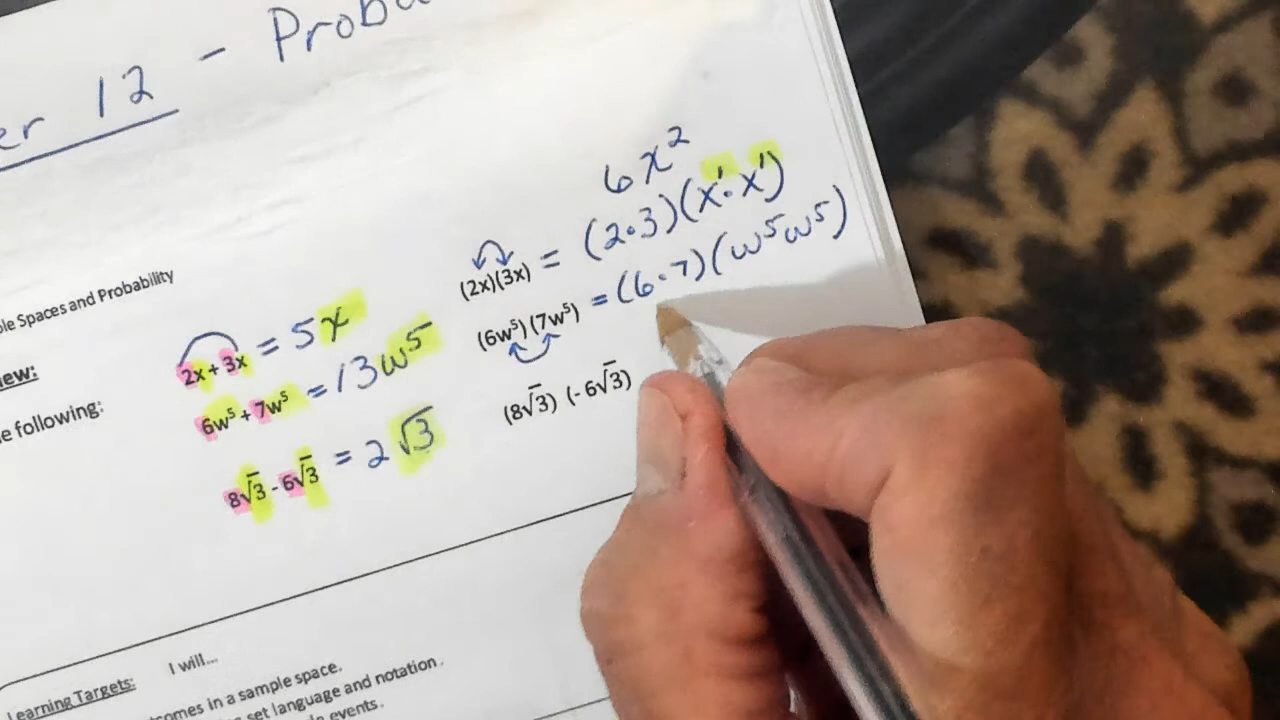 er 12 - Proba
ple Spaces and Probability
iew:
e following:
2x + 3x = 5x
6w⁵ + 7w⁵ = 13w⁵
8√3 - 6√3 = 2√3
6x²
(2x)(3x) = (2·3)(x¹·x¹)
(6w⁵)(7w⁵) = (6·7)(w⁵w⁵)
(8√3) (-6√3)
Learning Targets: I will...
tcomes in a sample space.
set language and notation.
events.